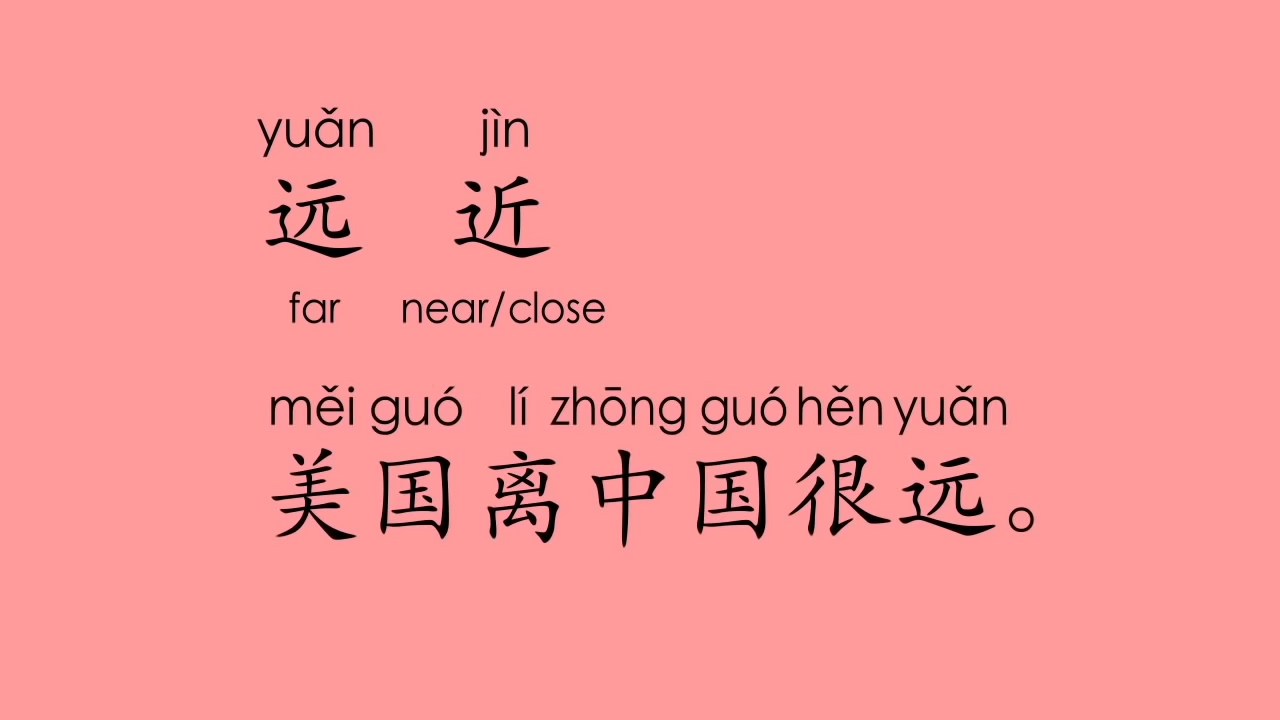 yuǎn jìn
远 近
far near/close
měi guó lí zhōng guó hěn yuǎn
美国离中国很远。